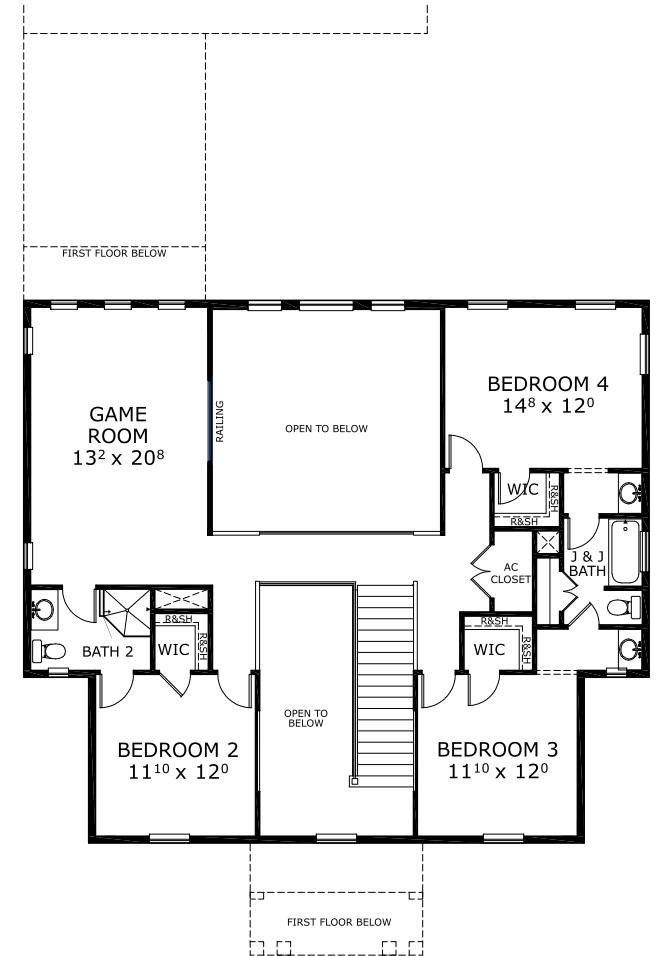 FIRST FLOOR BELOW
GAME
ROOM
13² x 20⁸
RAILING
OPEN TO BELOW
BEDROOM 4
14⁸ x 12⁰
WIC
R&SH
R&SH
J & J
BATH
AC
CLOSET
BATH 2
R&SH
WIC
R&SH
R&SH
WIC
R&SH
OPEN TO
BELOW
BEDROOM 2
11¹⁰ x 12⁰
BEDROOM 3
11¹⁰ x 12⁰
FIRST FLOOR BELOW